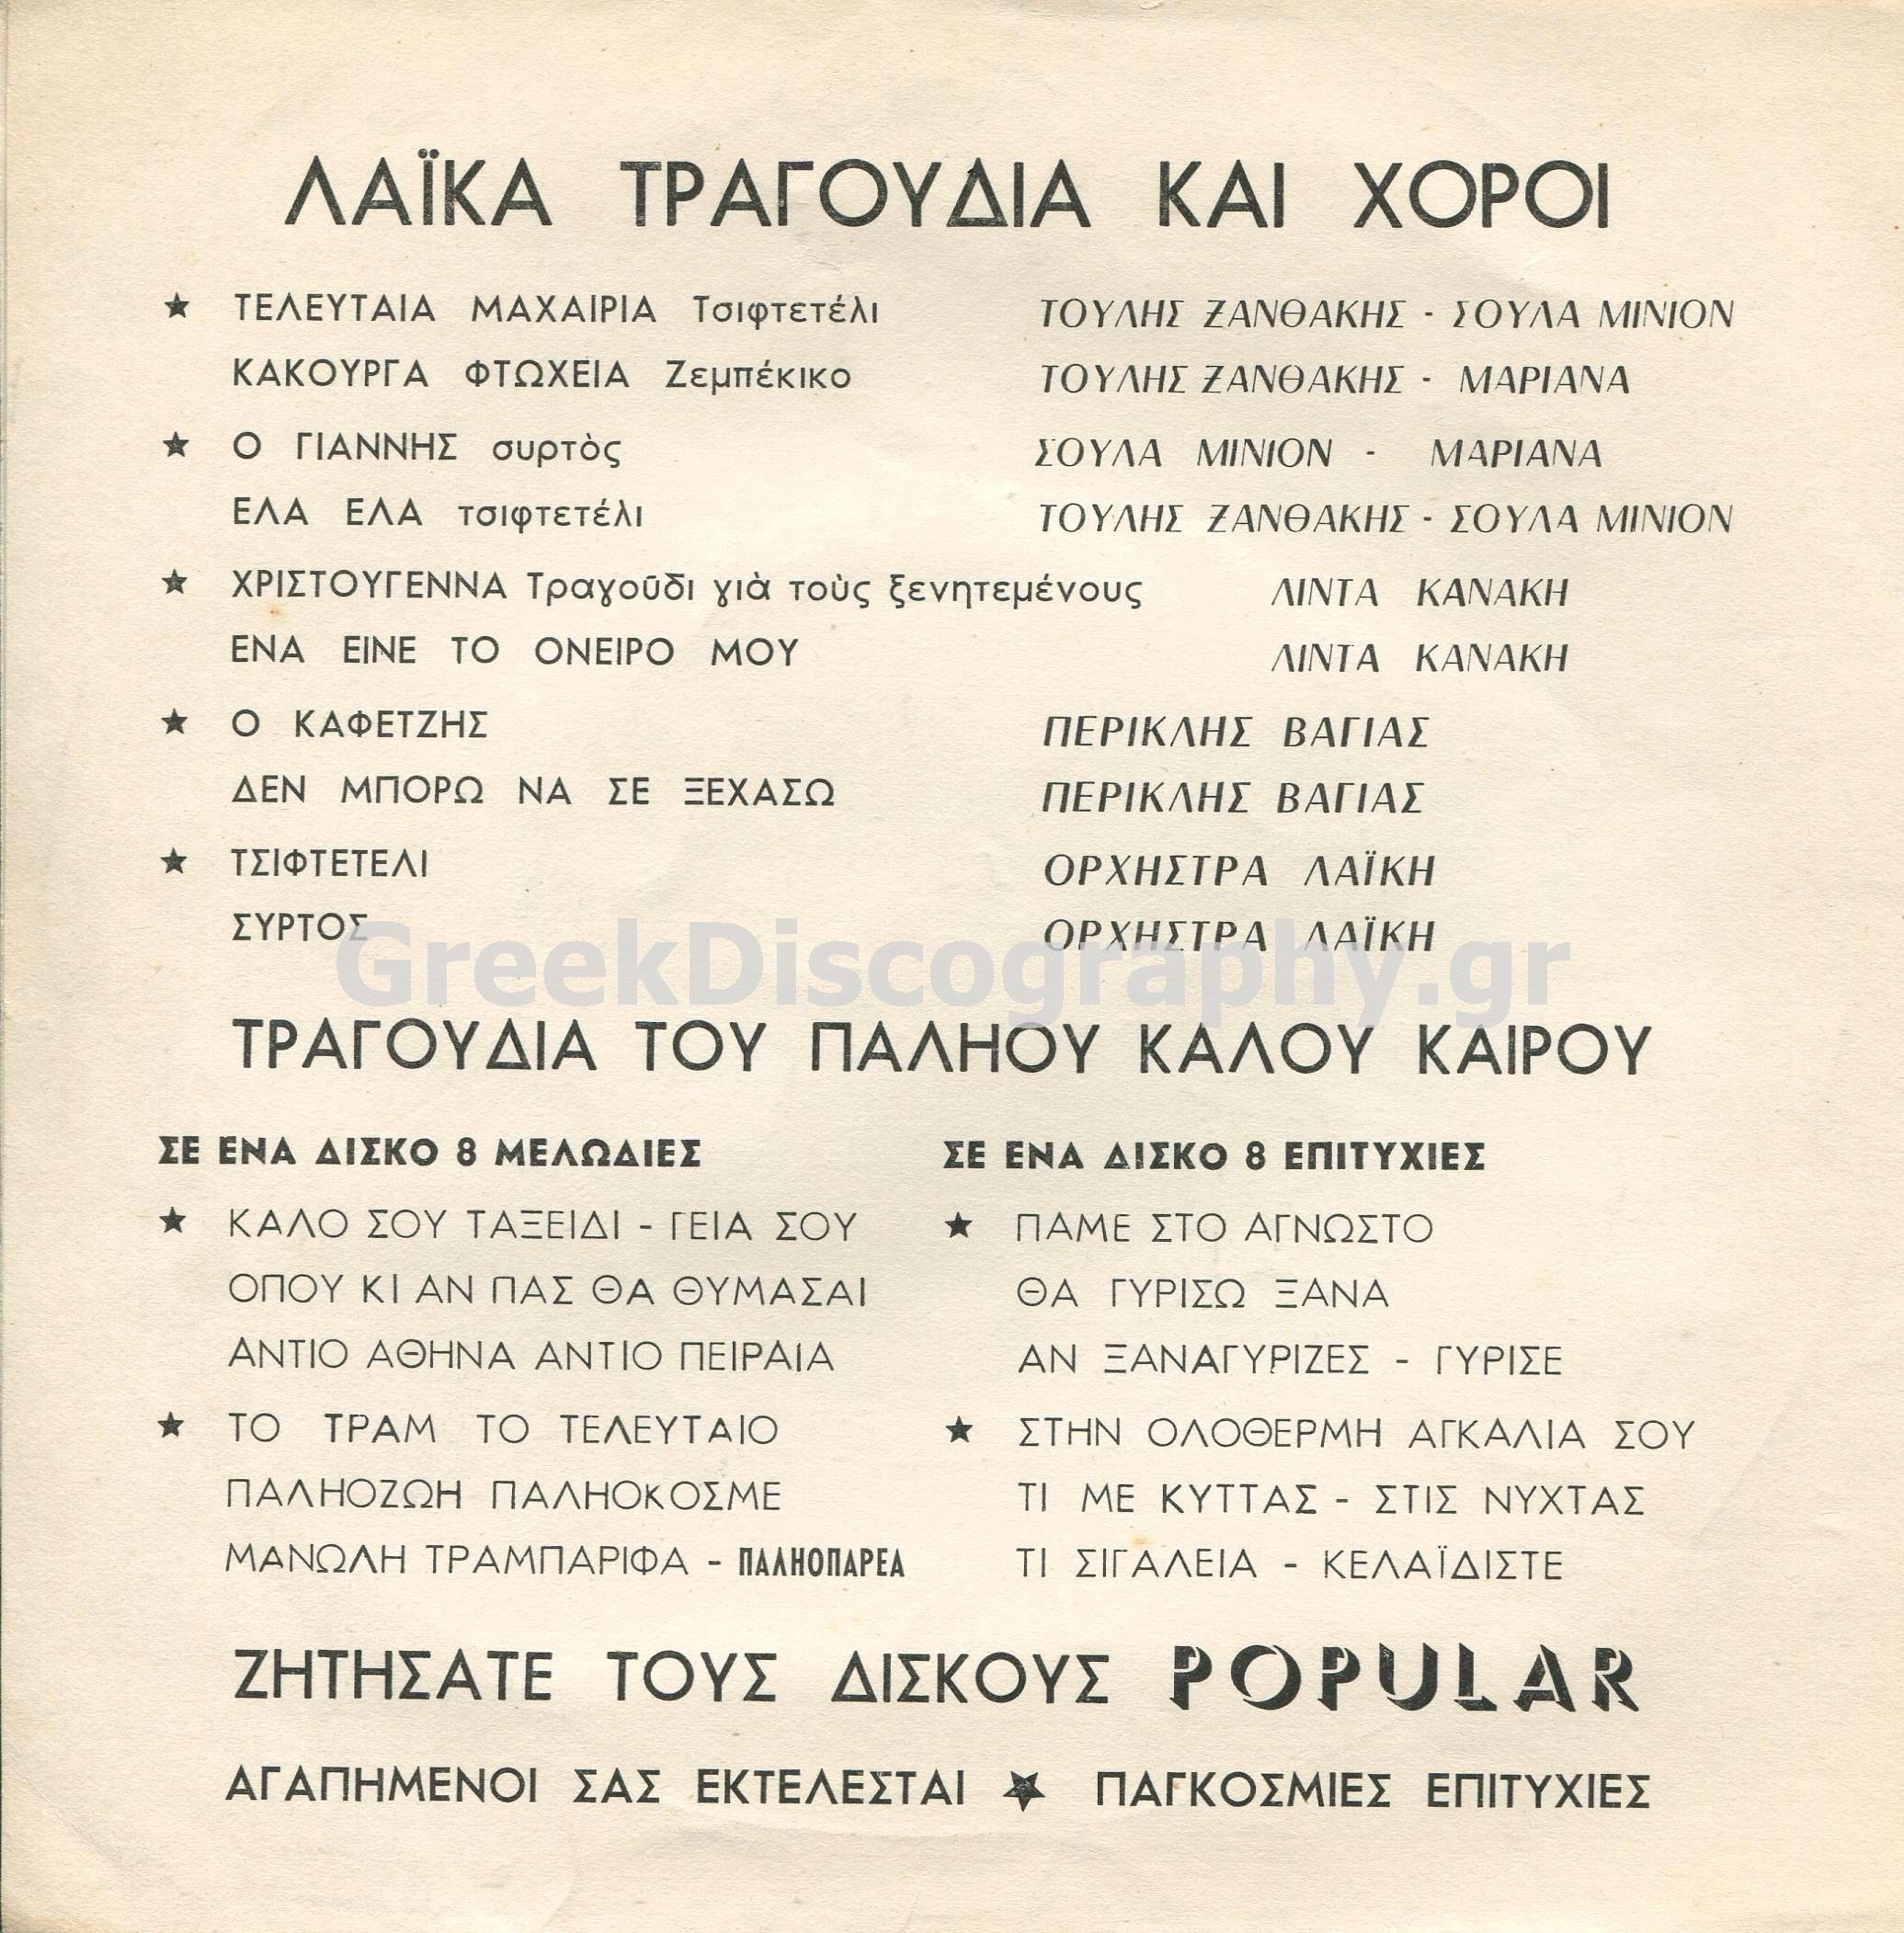 ΛΑΪΚΑ ΤΡΑΓΟΥΔΙΑ ΚΑΙ ΧΟΡΟΙ
★ ΤΕΛΕΥΤΑΙΑ ΜΑΧΑΙΡΙΑ Τσιφτετέλι ΤΟΥΛΗΣ ΖΑΝΘΑΚΗΣ - ΣΟΥΛΑ ΜΙΝΙΟΝ
ΚΑΚΟΥΡΓΑ ΦΤΩΧΕΙΑ Ζεμπέκικο ΤΟΥΛΗΣ ΖΑΝΘΑΚΗΣ - ΜΑΡΙΑΝΑ
★ Ο ΓΙΑΝΝΗΣ συρτὸς ΣΟΥΛΑ ΜΙΝΙΟΝ - ΜΑΡΙΑΝΑ
ΕΛΑ ΕΛΑ τσιφτετέλι ΤΟΥΛΗΣ ΖΑΝΘΑΚΗΣ - ΣΟΥΛΑ ΜΙΝΙΟΝ
★ ΧΡΙΣΤΟΥΓΕΝΝΑ Τραγοῦδι γιὰ τοὺς ξενητεμένους ΛΙΝΤΑ ΚΑΝΑΚΗ
ΕΝΑ ΕΙΝΕ ΤΟ ΟΝΕΙΡΟ ΜΟΥ ΛΙΝΤΑ ΚΑΝΑΚΗ
★ Ο ΚΑΦΕΤΖΗΣ ΠΕΡΙΚΛΗΣ ΒΑΓΙΑΣ
ΔΕΝ ΜΠΟΡΩ ΝΑ ΣΕ ΞΕΧΑΣΩ ΠΕΡΙΚΛΗΣ ΒΑΓΙΑΣ
★ ΤΣΙΦΤΕΤΕΛΙ ΟΡΧΗΣΤΡΑ ΛΑΪΚΗ
ΣΥΡΤΟΣ ΟΡΧΗΣΤΡΑ ΛΑΪΚΗ
GreekDiscography.gr
ΤΡΑΓΟΥΔΙΑ ΤΟΥ ΠΑΛΗΟΥ ΚΑΛΟΥ ΚΑΙΡΟΥ
ΣΕ ΕΝΑ ΔΙΣΚΟ 8 ΜΕΛΩΔΙΕΣ
★ ΚΑΛΟ ΣΟΥ ΤΑΞΕΙΔΙ - ΓΕΙΑ ΣΟΥ
ΟΠΟΥ ΚΙ ΑΝ ΠΑΣ ΘΑ ΘΥΜΑΣΑΙ
ΑΝΤΙΟ ΑΘΗΝΑ ΑΝΤΙΟ ΠΕΙΡΑΙΑ
★ ΤΟ ΤΡΑΜ ΤΟ ΤΕΛΕΥΤΑΙΟ
ΠΑΛΗΟΖΩΗ ΠΑΛΗΟΚΟΣΜΕ
ΜΑΝΩΛΗ ΤΡΑΜΠΑΡΙΦΑ - ΠΑΛΗΟΠΑΡΕΑ
ΣΕ ΕΝΑ ΔΙΣΚΟ 8 ΕΠΙΤΥΧΙΕΣ
★ ΠΑΜΕ ΣΤΟ ΑΓΝΩΣΤΟ
ΘΑ ΓΥΡΙΣΩ ΞΑΝΑ
ΑΝ ΞΑΝΑΓΥΡΙΖΕΣ - ΓΥΡΙΣΕ
★ ΣΤΗΝ ΟΛΟΘΕΡΜΗ ΑΓΚΑΛΙΑ ΣΟΥ
ΤΙ ΜΕ ΚΥΤΤΑΣ - ΣΤΙΣ ΝΥΧΤΑΣ
ΤΙ ΣΙΓΑΛΕΙΑ - ΚΕΛΑΪΔΙΣΤΕ
ΖΗΤΗΣΑΤΕ ΤΟΥΣ ΔΙΣΚΟΥΣ POPULAR
ΑΓΑΠΗΜΕΝΟΙ ΣΑΣ ΕΚΤΕΛΕΣΤΑΙ ★ ΠΑΓΚΟΣΜΙΕΣ ΕΠΙΤΥΧΙΕΣ